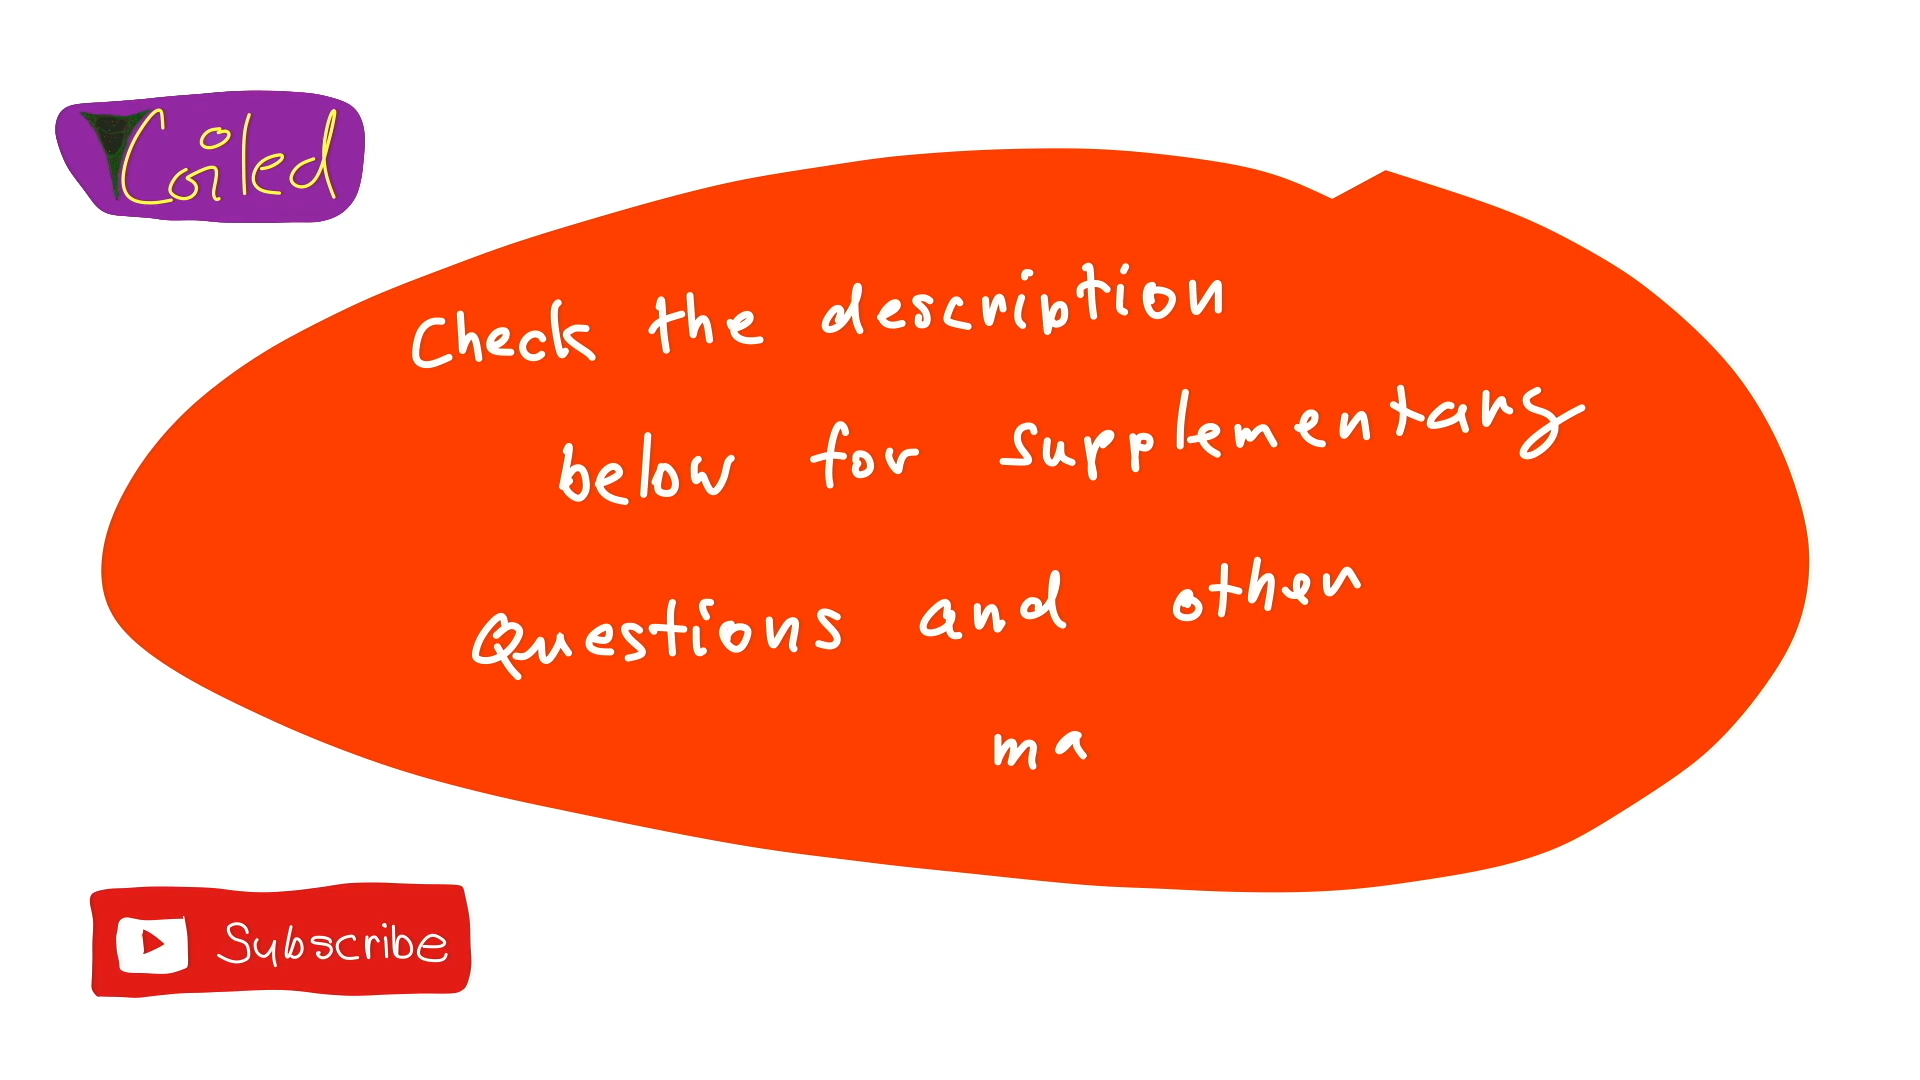 Coiled
Check the description
below for supplementary
Questions and other
ma
Subscribe